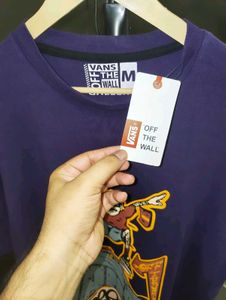 VANS
OFF THE WALL
M
VANS
OFF
THE
WALL